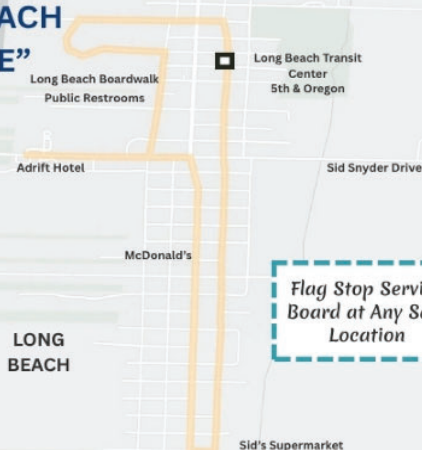 ACH
E”
Long Beach Transit
Center
5th & Oregon
Long Beach Boardwalk
Public Restrooms
Adrift Hotel
Sid Snyder Drive
McDonald's
Flag Stop Servi
Board at Any S
Location
LONG
BEACH
Sid's Supermarket